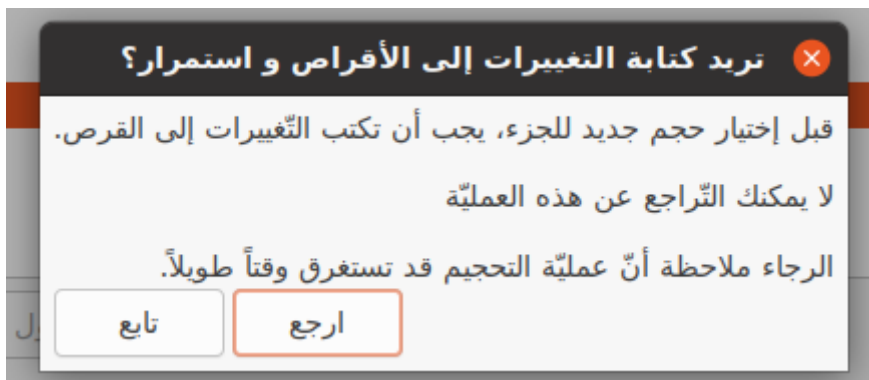 تريد كتابة التغييرات إلى الأقراص و استمرار؟
قبل إختيار حجم جديد للجزء، يجب أن تكتب التّغييرات إلى القرص.
لا يمكنك التّراجع عن هذه العمليّة
الرجاء ملاحظة أنّ عمليّة التحجيم قد تستغرق وقتاً طويلاً.
ارجع
تابع